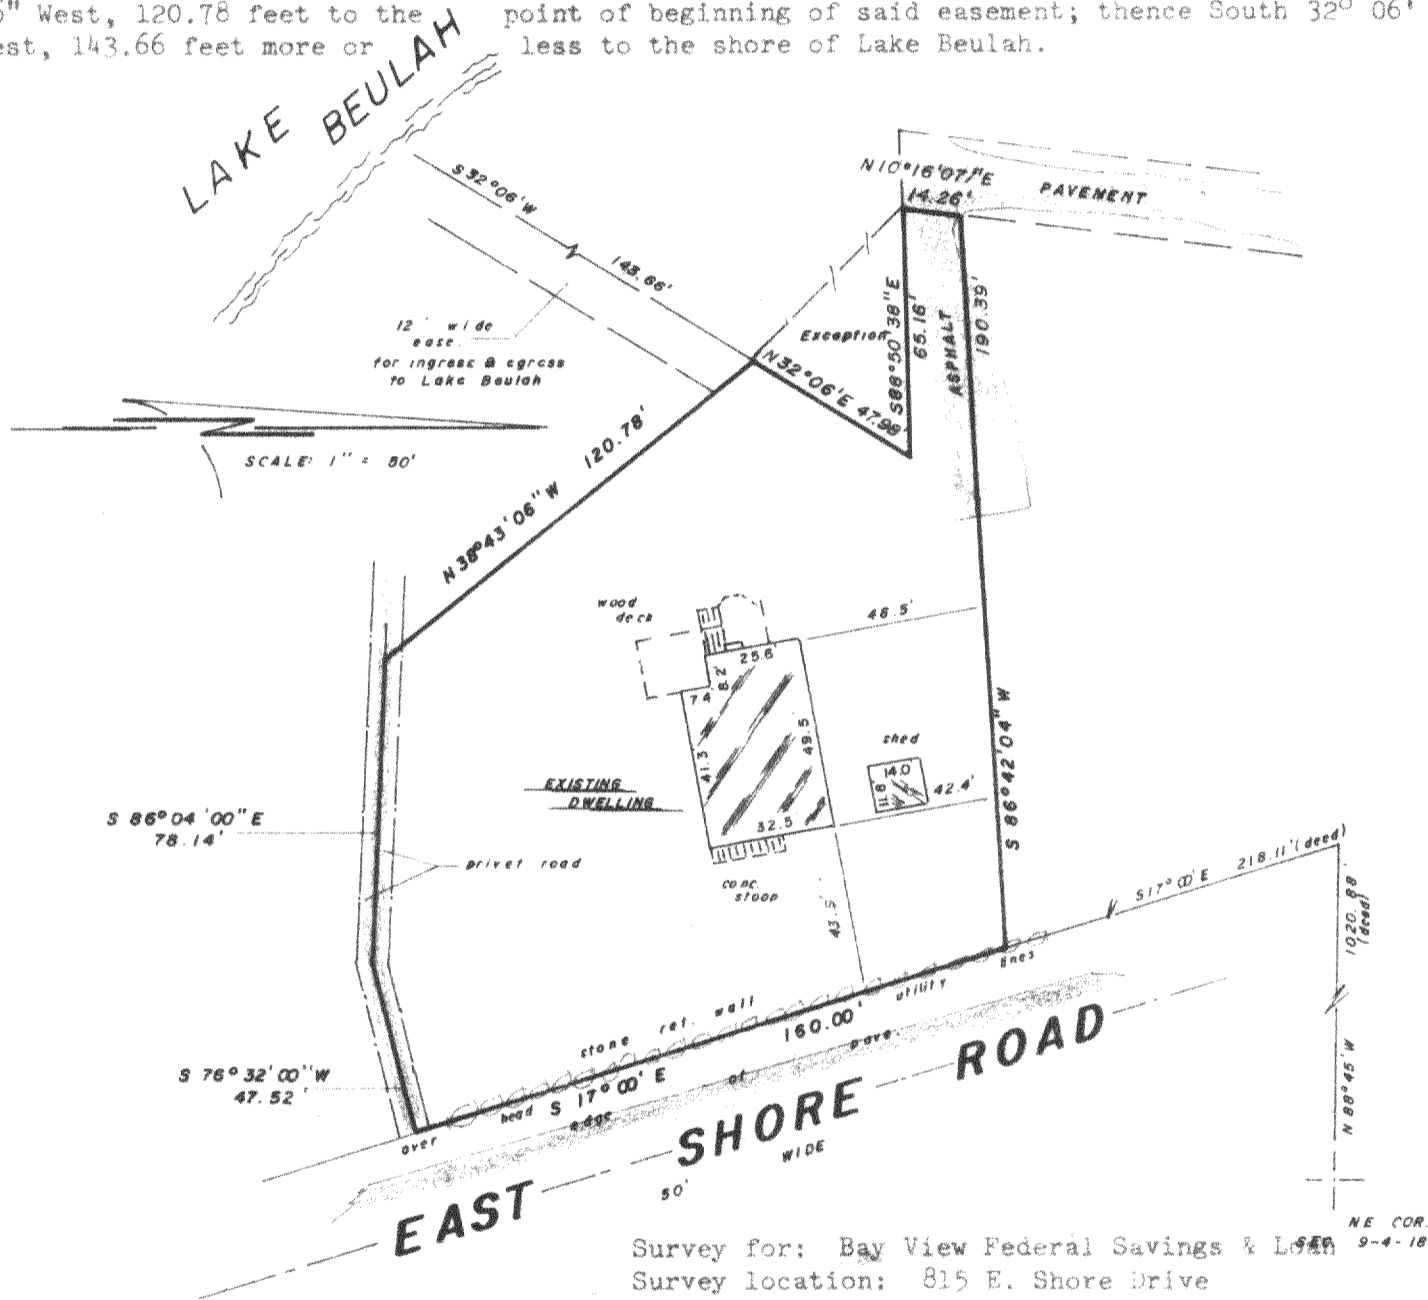 6" West, 120.78 feet to the point of beginning of said easement; thence South 32° 06'
est, 143.66 feet more or less to the shore of Lake Beulah.
LAKE BEULAH
S 32°06'W
143.66'
12' wide
ease.
for ingress & egress
to Lake Beulah
N 10°16'07"E
14.26'
PAVEMENT
Exception
S88°50'38"E
65.16'
ASPHALT
190.39'
N32°06'E 47.98'
SCALE: 1" = 50'
N 38°43'06" W 120.78'
wood
deck
46.5'
25.6
8.2'
7.4
41.3
49.5
32.5
shed
14.0
11.8'
42.4'
EXISTING
DWELLING
S 86°42'04" W
S 86°04'00" E
78.14'
privet road
conc.
stoop
43.9'
S17°00'E 218.11'(deed)
1020.88'
(deed)
N 88°45'W
stone ret. wall
160.00'
over head utility lines
S 17°00' E
edge of pave.
S 76°32'00"W
47.52'
EAST SHORE ROAD
50' WIDE
NE COR.
SEC. 9-4-18
Survey for: Bay View Federal Savings & Loan
Survey location: 815 E. Shore Drive